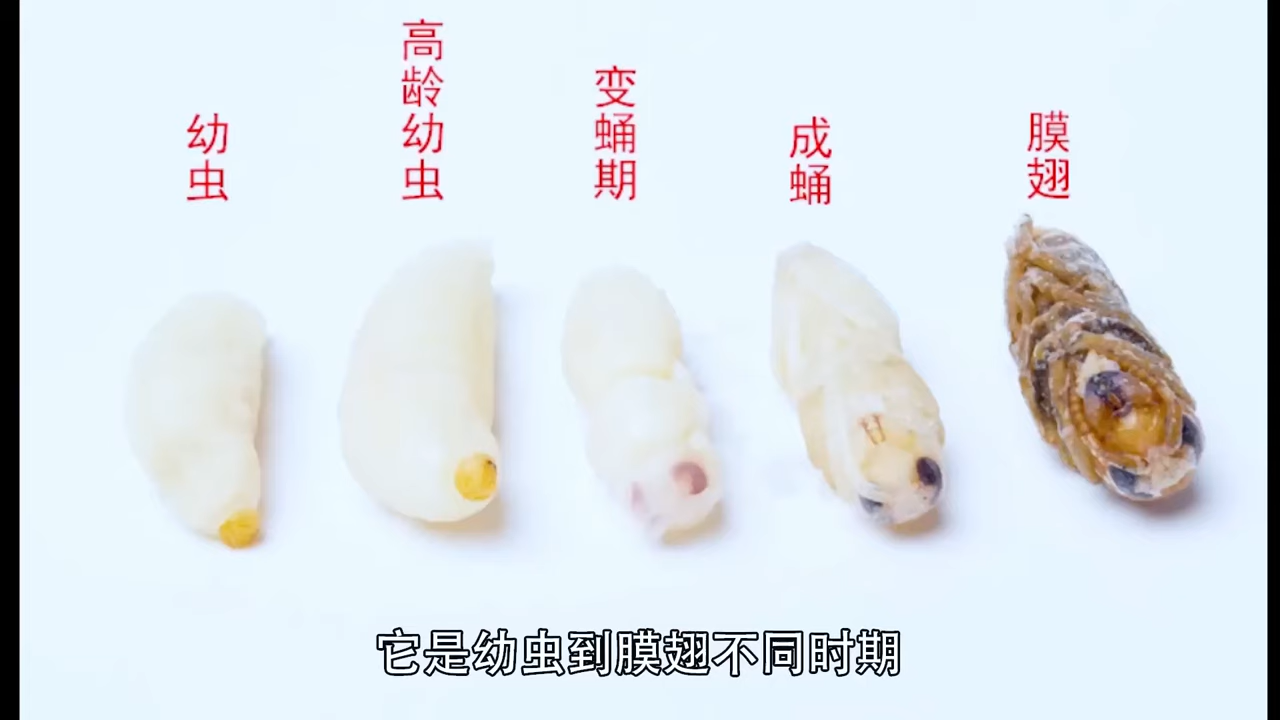 幼虫
高龄幼虫
变蛹期
成蛹
膜翅
它是幼虫到膜翅不同时期